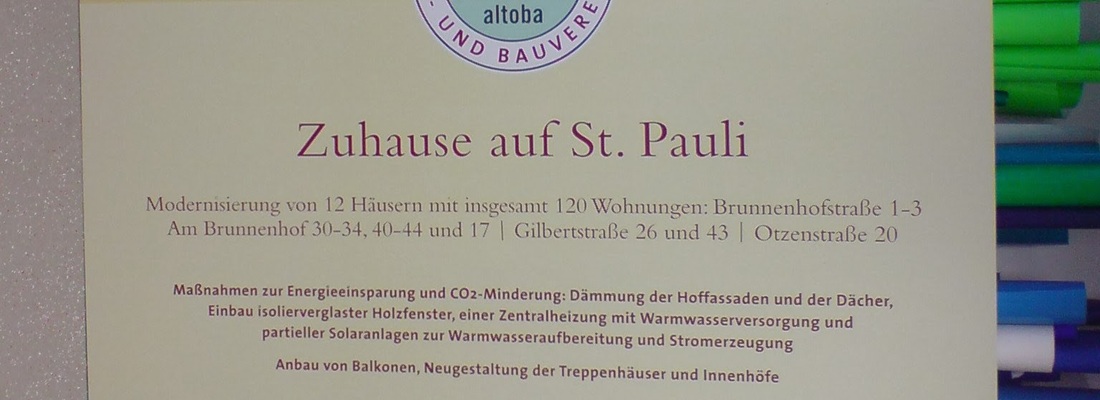 altoba
- UND BAUVERE
Zuhause auf St. Pauli
Modernisierung von 12 Häusern mit insgesamt 120 Wohnungen: Brunnenhofstraße 1–3
Am Brunnenhof 30–34, 40–44 und 17 | Gilbertstraße 26 und 43 | Otzenstraße 20
Maßnahmen zur Energieeinsparung und CO2-Minderung: Dämmung der Hoffassaden und der Dächer,
Einbau isolierverglaster Holzfenster, einer Zentralheizung mit Warmwasserversorgung und
partieller Solaranlagen zur Warmwasseraufbereitung und Stromerzeugung
Anbau von Balkonen, Neugestaltung der Treppenhäuser und Innenhöfe